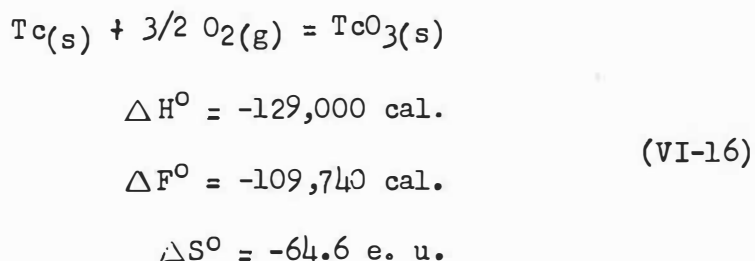 Tc(s) + 3/2 O2(g) = TcO3(s)
△H° = -129,000 cal.
(VI-16)
△F° = -109,740 cal.
△S° = -64.6 e. u.